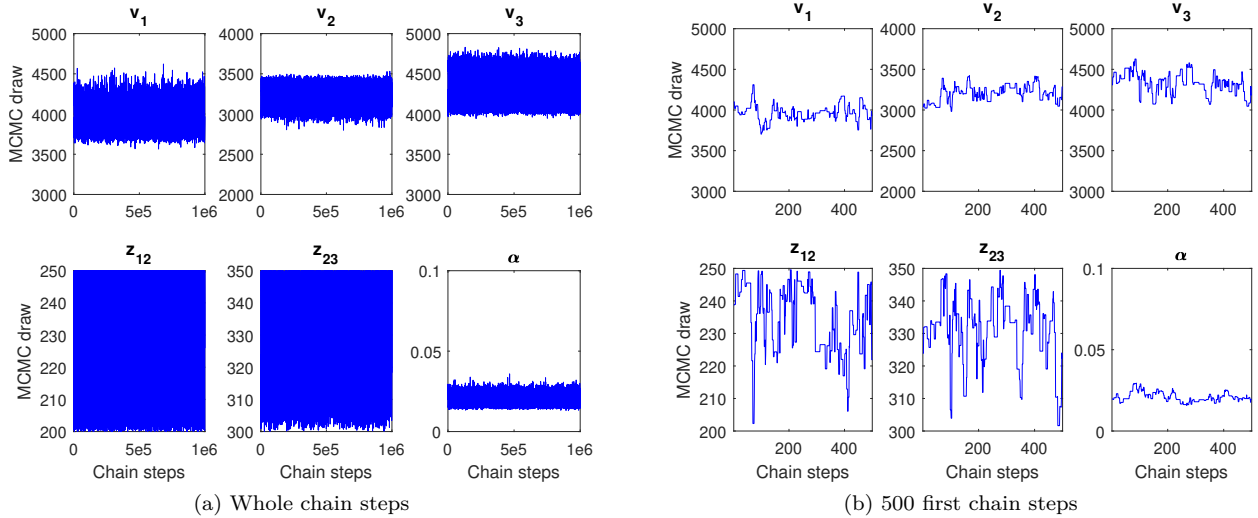 v1 v2 v3
5000 5000 5000
4500 4500
4000 4000 4000
3500 3500
3000 2000 3000
0 5e5 1e6 0 5e5 1e6 0 5e5 1e6
MCMC draw
z12 z23 α
250 350 0.1
240 340
230 330 0.05
220 320
210 310
200 300 0
0 5e5 1e6 0 5e5 1e6 0 5e5 1e6
MCMC draw
Chain steps Chain steps Chain steps
(a) Whole chain steps
v1 v2 v3
5000 5000 5000
4500 4500
4000 4000 4000
3500 3500
3000 3000 3000
2000
200 400 200 400 200 400
MCMC draw
z12 z23 α
250 350 0.1
240 340
230 330 0.05
220 320
210 310
200 300 0
200 400 200 400 200 400
MCMC draw
Chain steps Chain steps Chain steps
(b) 500 first chain steps